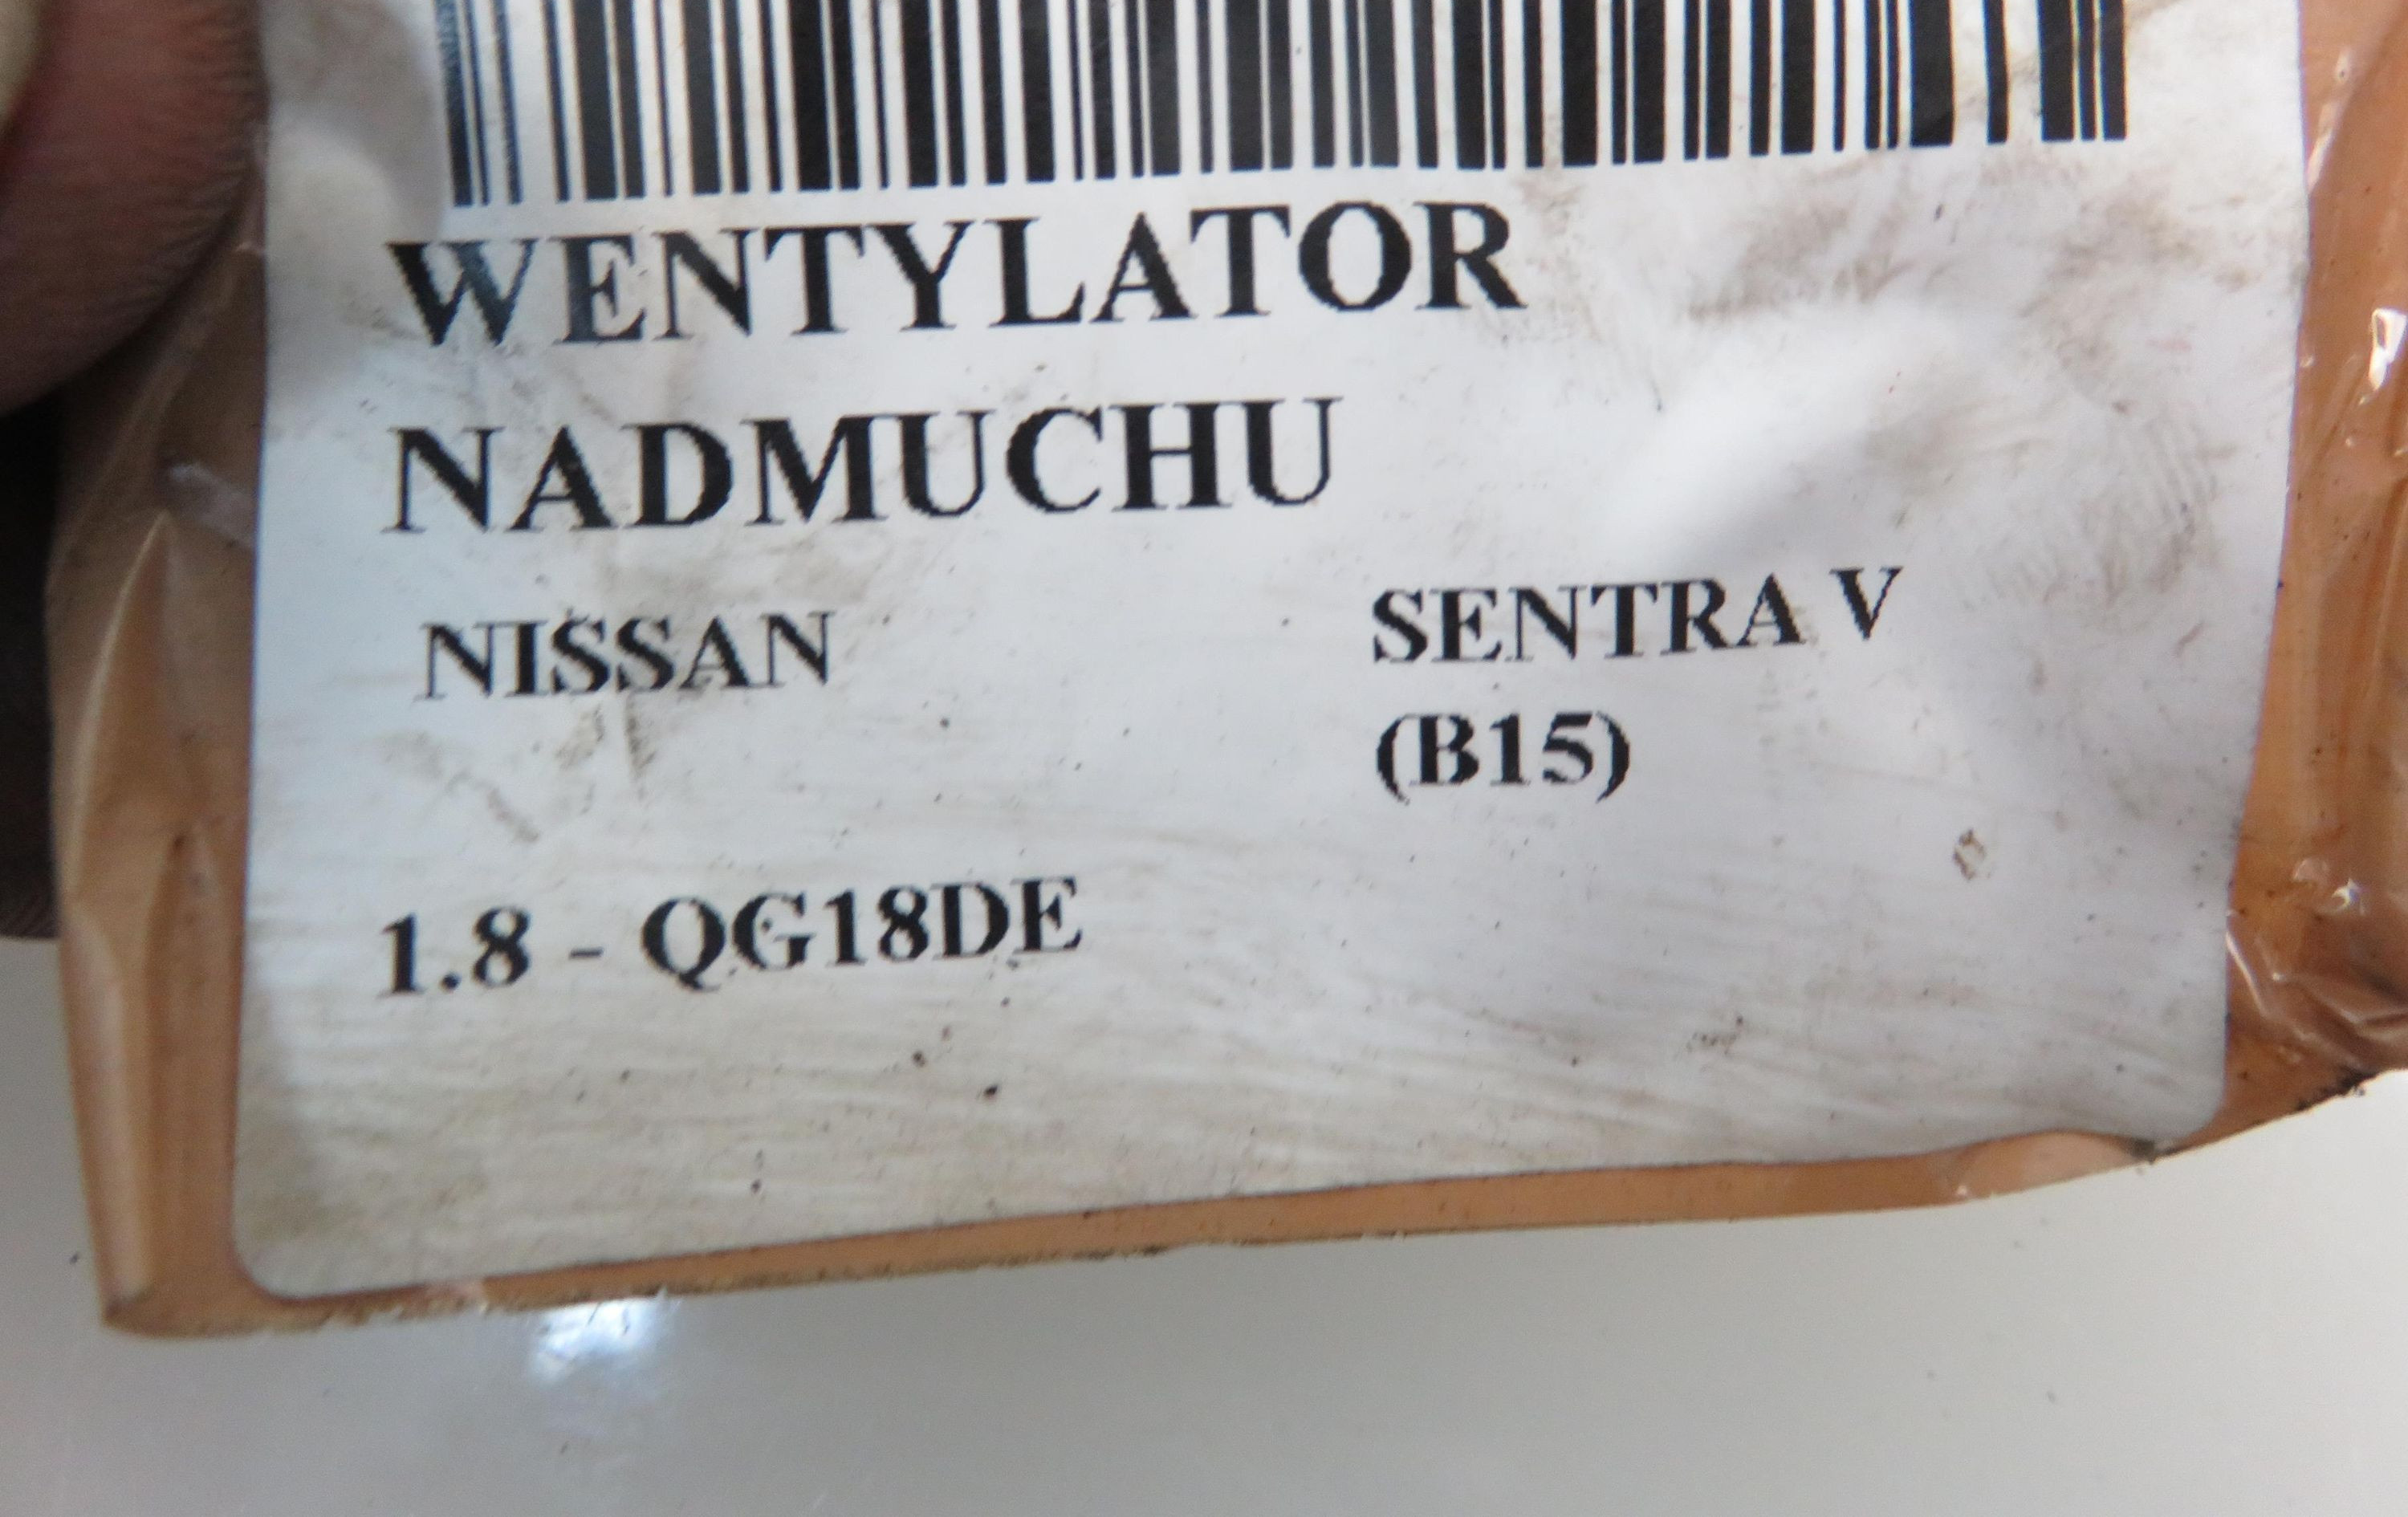 WENTYLATOR
NADMUCHU
NISSAN SENTRA V
(B15)
1.8 - QG18DE